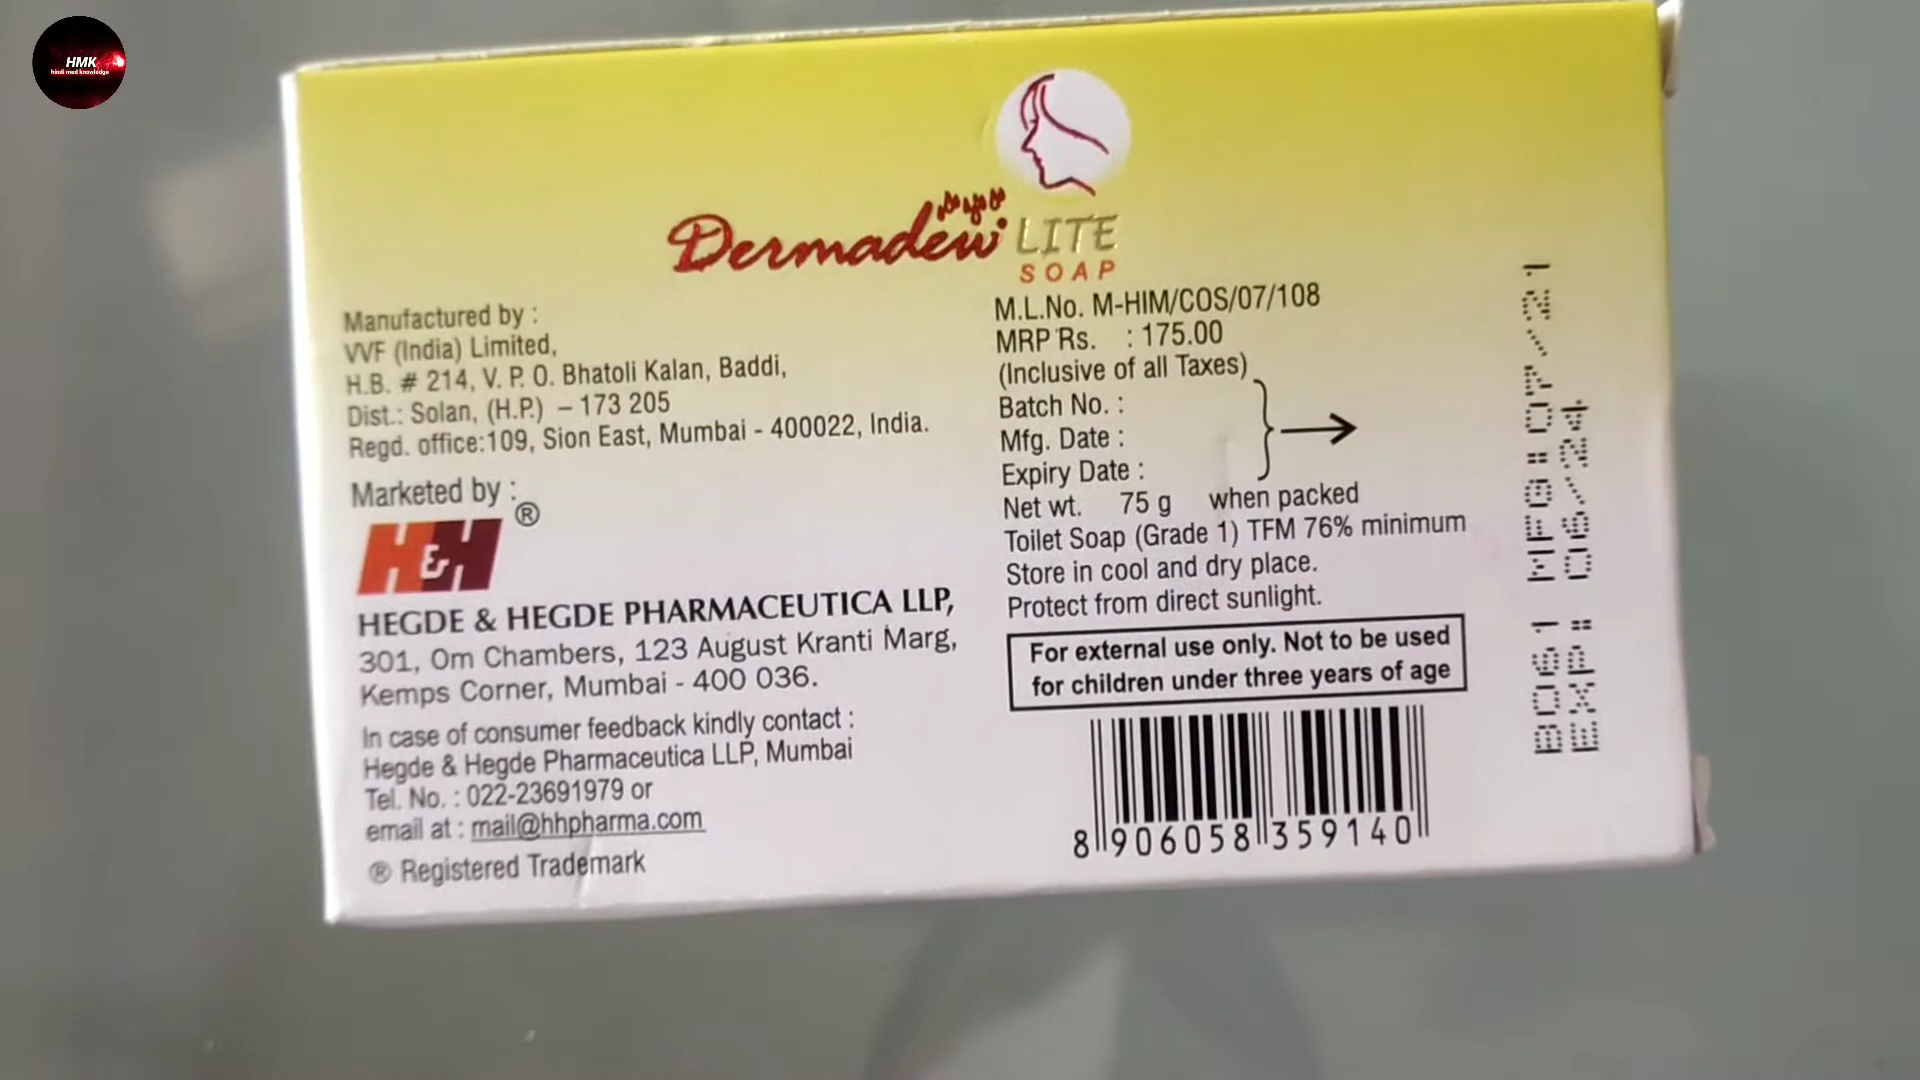 HMK
hindi med knowledge
Dermadew LITE
SOAP
Manufactured by :
VVF (India) Limited,
H.B. # 214, V. P. O. Bhatoli Kalan, Baddi,
Dist.: Solan, (H.P.) – 173 205
Regd. office:109, Sion East, Mumbai - 400022, India.
Marketed by :
H&H ®
HEGDE & HEGDE PHARMACEUTICA LLP,
301, Om Chambers, 123 August Kranti Marg,
Kemps Corner, Mumbai - 400 036.
In case of consumer feedback kindly contact :
Hegde & Hegde Pharmaceutica LLP, Mumbai
Tel. No. : 022-23691979 or
email at : mail@hhpharma.com
® Registered Trademark
M.L.No. M-HIM/COS/07/108
MRP Rs. : 175.00
(Inclusive of all Taxes)
Batch No. :
Mfg. Date :
Expiry Date :
Net wt. 75 g when packed
Toilet Soap (Grade 1) TFM 76% minimum
Store in cool and dry place.
Protect from direct sunlight.
For external use only. Not to be used
for children under three years of age
8 906058 359140
MFG:
EXP: 09/24